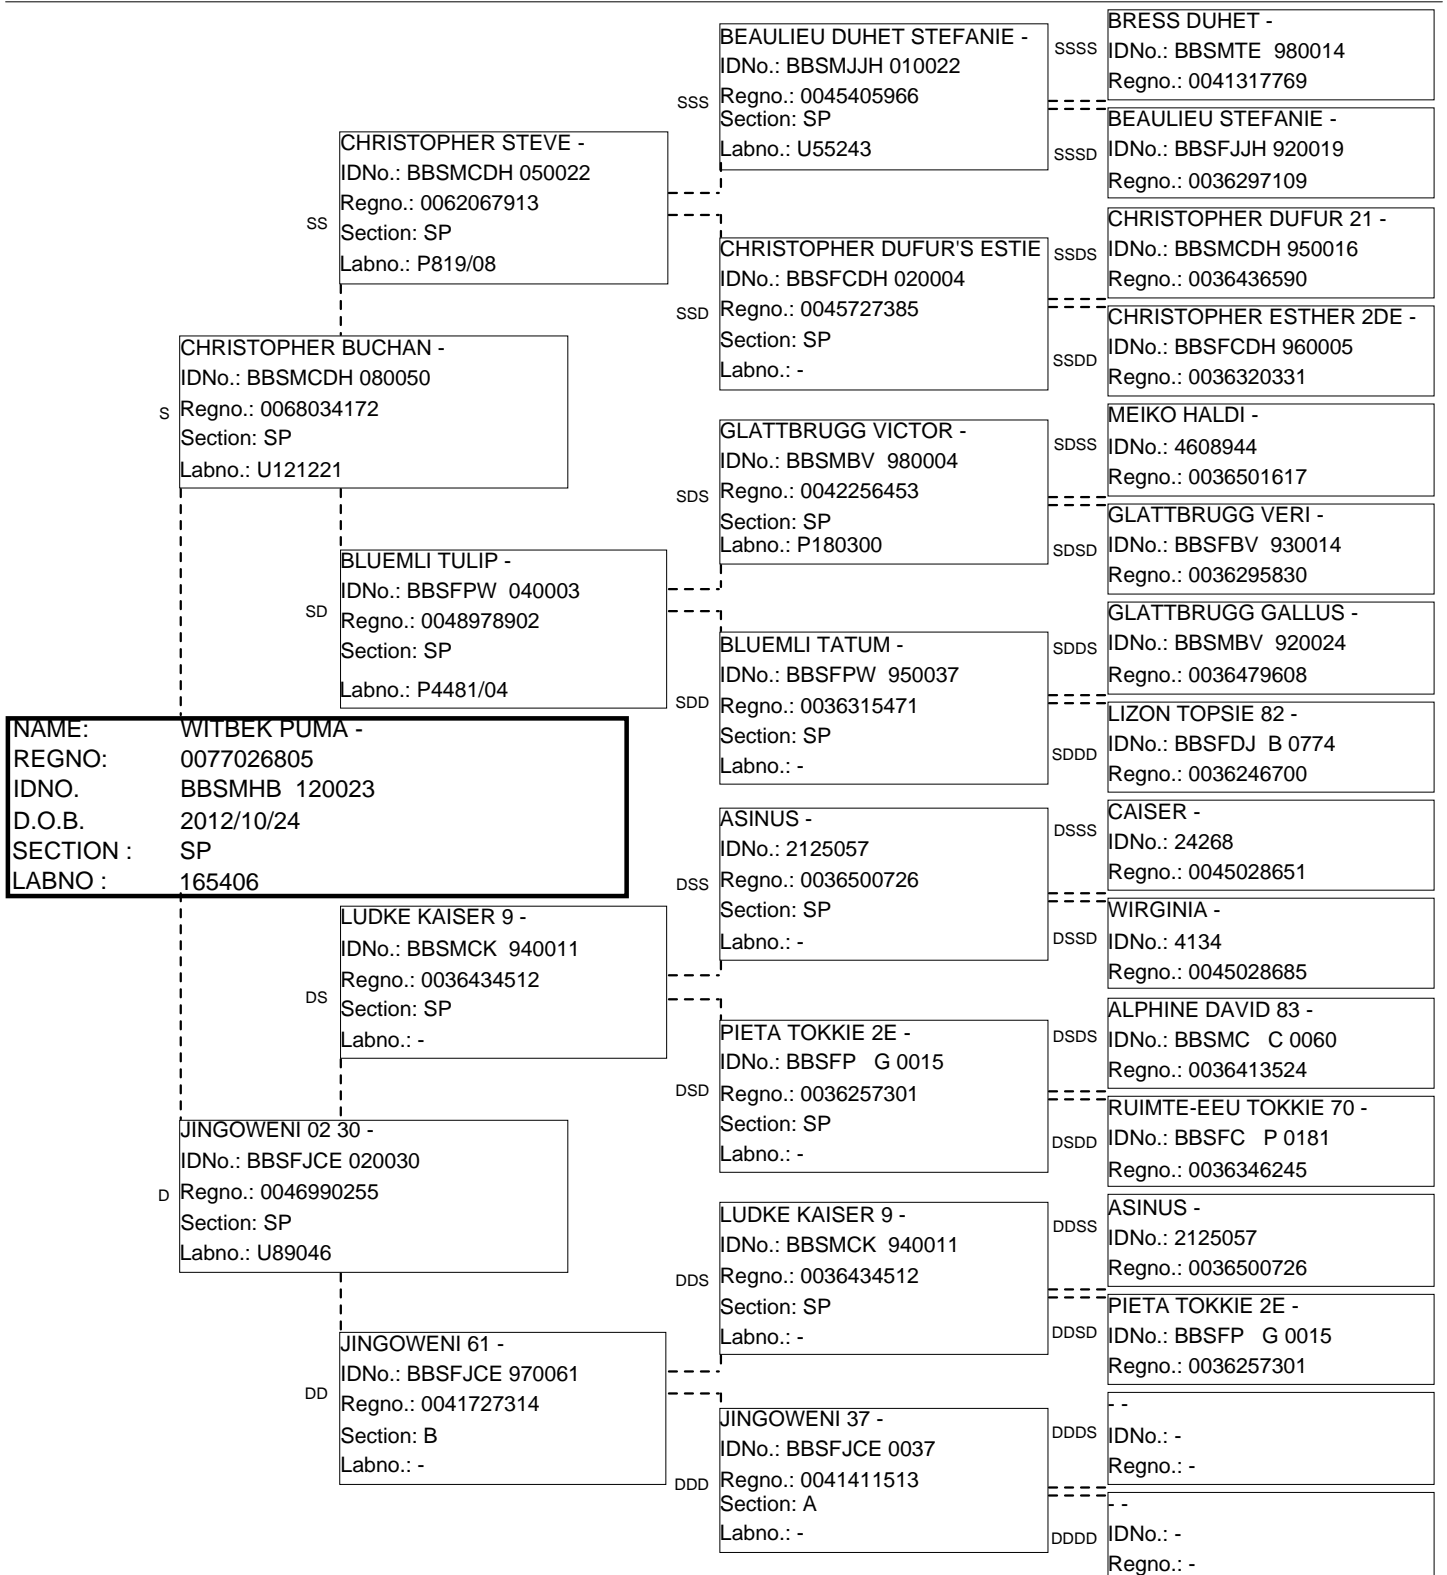 NAME: WITBEK PUMA -
REGNO: 0077026805
IDNO. BBSMHB 120023
D.O.B. 2012/10/24
SECTION : SP
LABNO : 165406
S
CHRISTOPHER BUCHAN -
IDNo.: BBSMCDH 080050
Regno.: 0068034172
Section: SP
Labno.: U121221
D
JINGOWENI 02 30 -
IDNo.: BBSFJCE 020030
Regno.: 0046990255
Section: SP
Labno.: U89046
SS
CHRISTOPHER STEVE -
IDNo.: BBSMCDH 050022
Regno.: 0062067913
Section: SP
Labno.: P819/08
SD
BLUEMLI TULIP -
IDNo.: BBSFPW 040003
Regno.: 0048978902
Section: SP
Labno.: P4481/04
DS
LUDKE KAISER 9 -
IDNo.: BBSMCK 940011
Regno.: 0036434512
Section: SP
Labno.: -
DD
JINGOWENI 61 -
IDNo.: BBSFJCE 970061
Regno.: 0041727314
Section: B
Labno.: -
SSS
BEAULIEU DUHET STEFANIE -
IDNo.: BBSMJJH 010022
Regno.: 0045405966
Section: SP
Labno.: U55243
SSD
CHRISTOPHER DUFUR'S ESTIE
IDNo.: BBSFCDH 020004
Regno.: 0045727385
Section: SP
Labno.: -
SDS
GLATTBRUGG VICTOR -
IDNo.: BBSMBV 980004
Regno.: 0042256453
Section: SP
Labno.: P180300
SDD
BLUEMLI TATUM -
IDNo.: BBSFPW 950037
Regno.: 0036315471
Section: SP
Labno.: -
DSS
ASINUS -
IDNo.: 2125057
Regno.: 0036500726
Section: SP
Labno.: -
DSD
PIETA TOKKIE 2E -
IDNo.: BBSFP G 0015
Regno.: 0036257301
Section: SP
Labno.: -
DDS
LUDKE KAISER 9 -
IDNo.: BBSMCK 940011
Regno.: 0036434512
Section: SP
Labno.: -
DDD
JINGOWENI 37 -
IDNo.: BBSFJCE 0037
Regno.: 0041411513
Section: A
Labno.: -
SSSS
BRESS DUHET -
IDNo.: BBSMTE 980014
Regno.: 0041317769
SSSD
BEAULIEU STEFANIE -
IDNo.: BBSFJJH 920019
Regno.: 0036297109
SSDS
CHRISTOPHER DUFUR 21 -
IDNo.: BBSMCDH 950016
Regno.: 0036436590
SSDD
CHRISTOPHER ESTHER 2DE -
IDNo.: BBSFCDH 960005
Regno.: 0036320331
SDSS
MEIKO HALDI -
IDNo.: 4608944
Regno.: 0036501617
SDSD
GLATTBRUGG VERI -
IDNo.: BBSFBV 930014
Regno.: 0036295830
SDDS
GLATTBRUGG GALLUS -
IDNo.: BBSMBV 920024
Regno.: 0036479608
SDDD
LIZON TOPSIE 82 -
IDNo.: BBSFDJ B 0774
Regno.: 0036246700
DSSS
CAISER -
IDNo.: 24268
Regno.: 0045028651
DSSD
WIRGINIA -
IDNo.: 4134
Regno.: 0045028685
DSDS
ALPHINE DAVID 83 -
IDNo.: BBSMC C 0060
Regno.: 0036413524
DSDD
RUIMTE-EEU TOKKIE 70 -
IDNo.: BBSFC P 0181
Regno.: 0036346245
DDSS
ASINUS -
IDNo.: 2125057
Regno.: 0036500726
DDSD
PIETA TOKKIE 2E -
IDNo.: BBSFP G 0015
Regno.: 0036257301
DDDS
- -
IDNo.: -
Regno.: -
DDDD
- -
IDNo.: -
Regno.: -